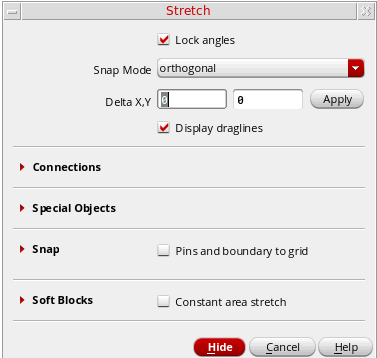 Stretch
Lock angles
Snap Mode orthogonal
Delta X,Y 0 0 Apply
Display draglines
Connections
Special Objects
Snap Pins and boundary to grid
Soft Blocks Constant area stretch
Hide Cancel Help